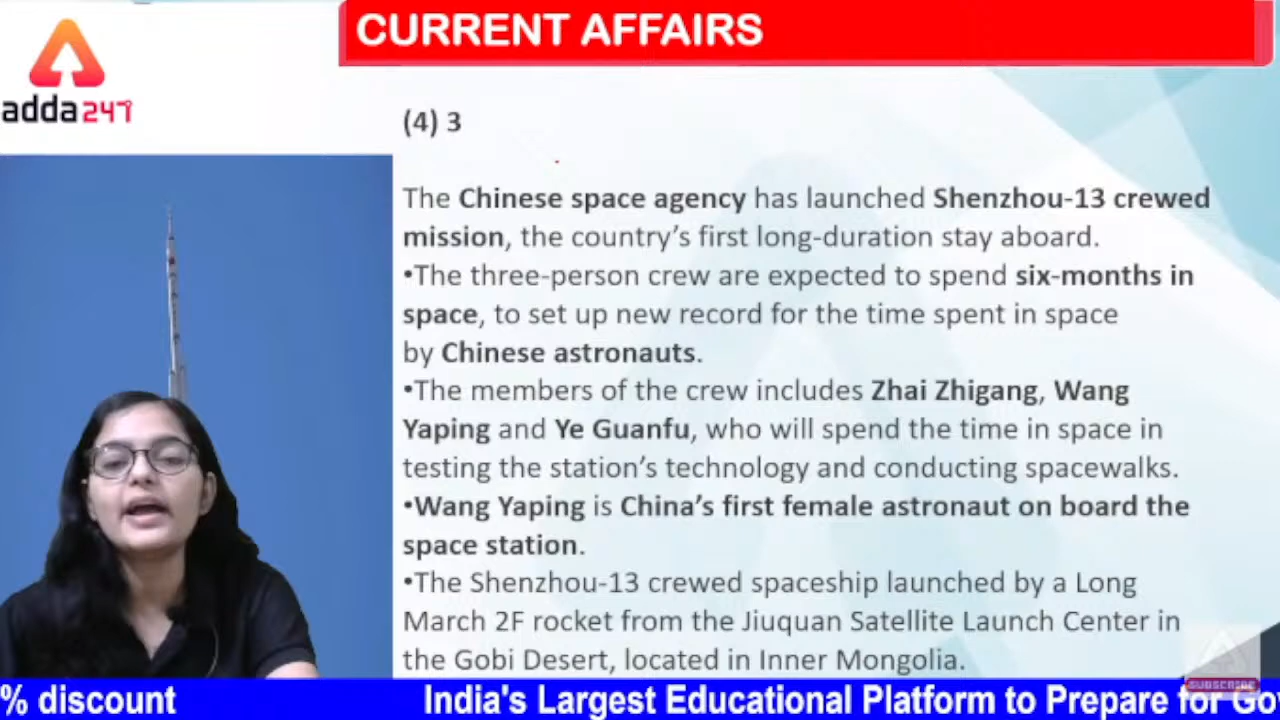 CURRENT AFFAIRS
adda247
(4) 3
The Chinese space agency has launched Shenzhou-13 crewed
mission, the country's first long-duration stay aboard.
•The three-person crew are expected to spend six-months in
space, to set up new record for the time spent in space
by Chinese astronauts.
•The members of the crew includes Zhai Zhigang, Wang
Yaping and Ye Guanfu, who will spend the time in space in
testing the station's technology and conducting spacewalks.
•Wang Yaping is China's first female astronaut on board the
space station.
•The Shenzhou-13 crewed spaceship launched by a Long
March 2F rocket from the Jiuquan Satellite Launch Center in
the Gobi Desert, located in Inner Mongolia.
SUBSCRIBE
% discount India's Largest Educational Platform to Prepare for Go